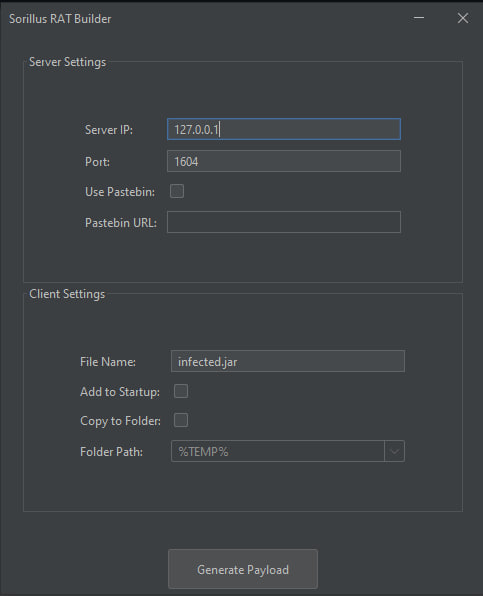 Sorillus RAT Builder
Server Settings
Server IP: 127.0.0.1
Port: 1604
Use Pastebin:
Pastebin URL:
Client Settings
File Name: infected.jar
Add to Startup:
Copy to Folder:
Folder Path: %TEMP%
Generate Payload